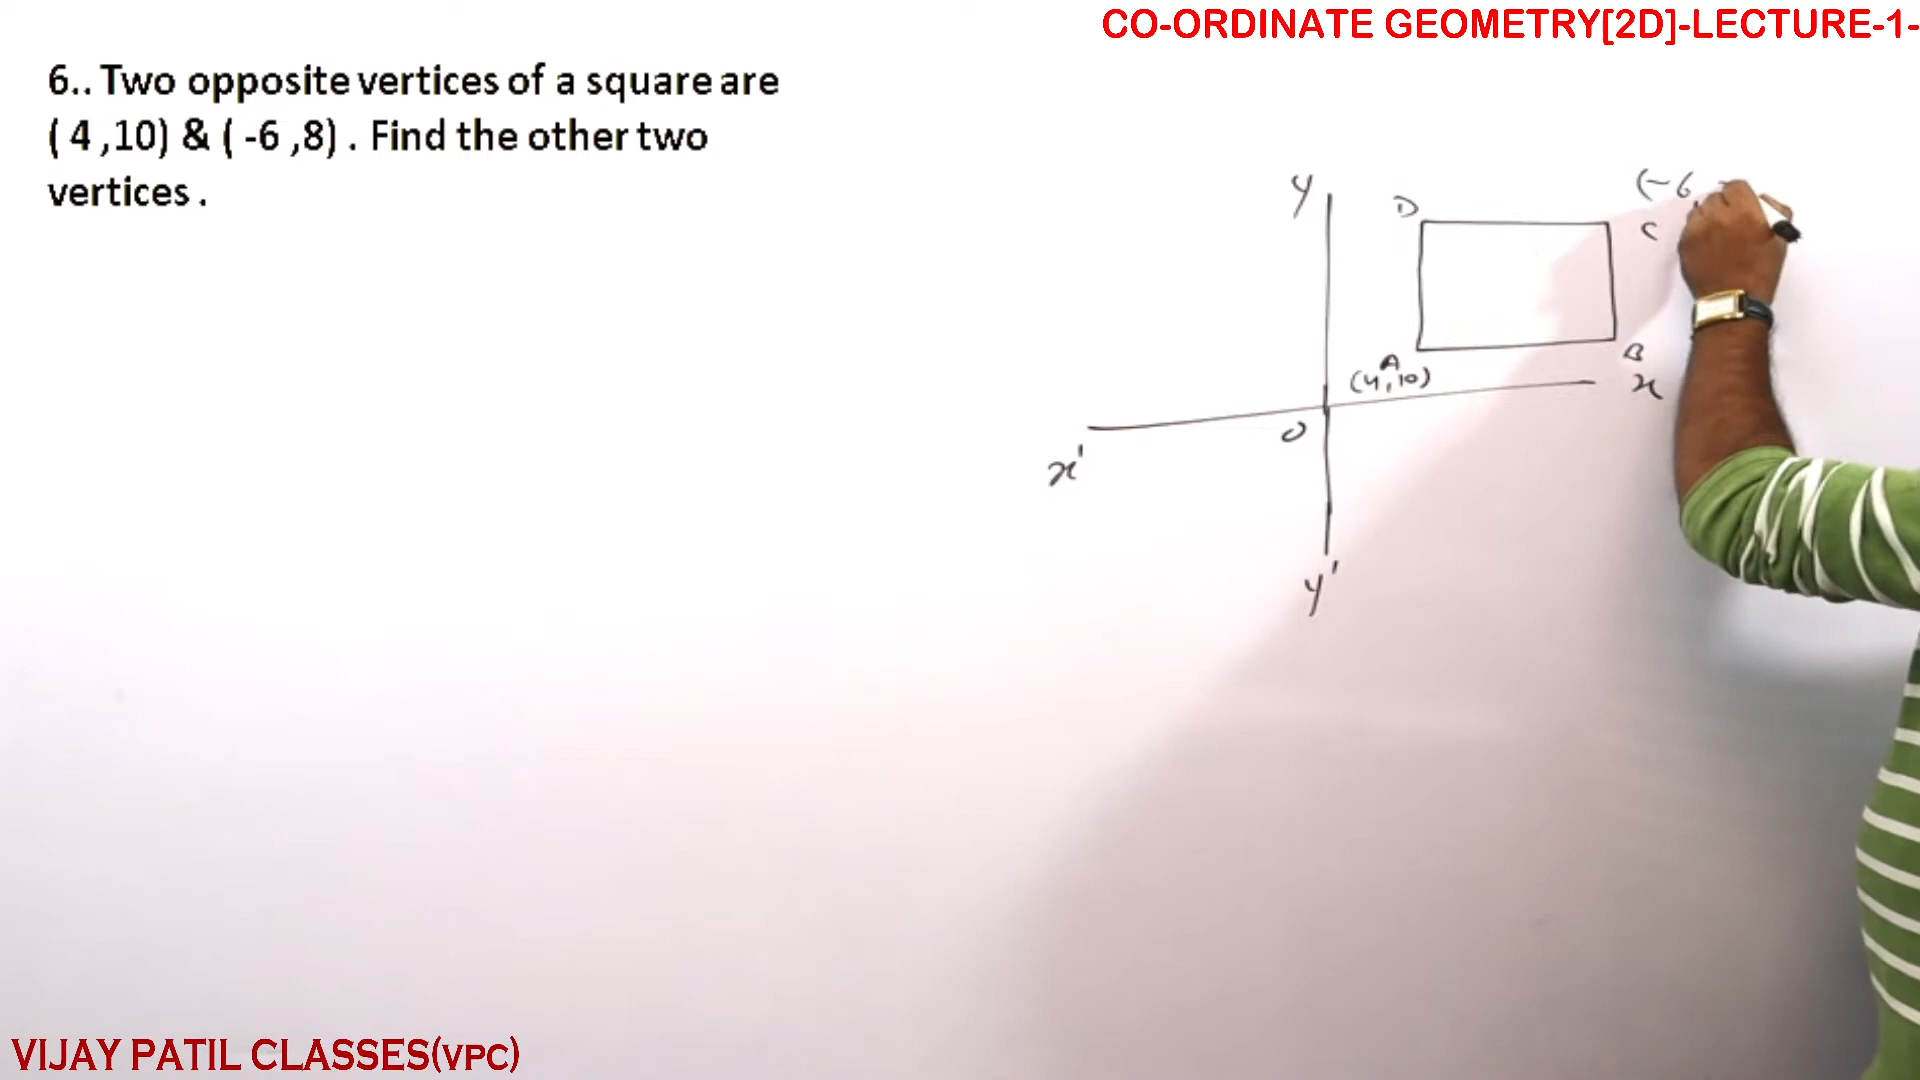 CO-ORDINATE GEOMETRY[2D]-LECTURE-1-
6.. Two opposite vertices of a square are
( 4 ,10) & ( -6 ,8) . Find the other two
vertices .
y
D
(-6,
C
A
B
(4,10)
x
O
x'
y'
VIJAY PATIL CLASSES(VPC)